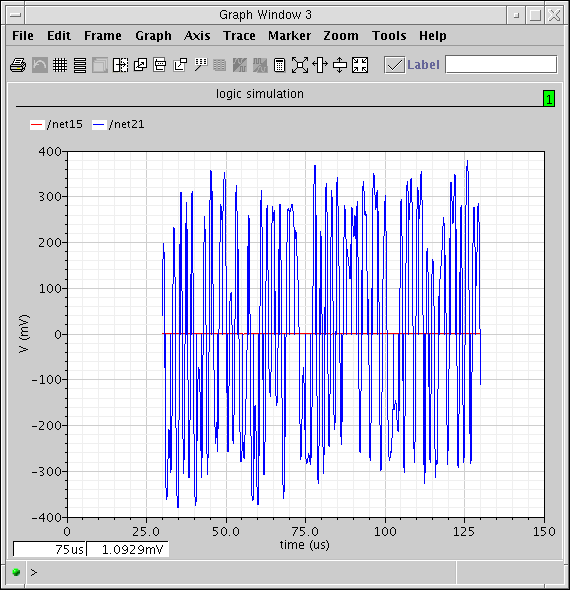 Graph Window 3
File Edit Frame Graph Axis Trace Marker Zoom Tools Help
Label
logic simulation
1
/net15 /net21
400
300
200
100
0
-100
-200
-300
-400
V (mV)
0 25.0 50.0 75.0 100 125 150
time (us)
75us 1.0929mV
>